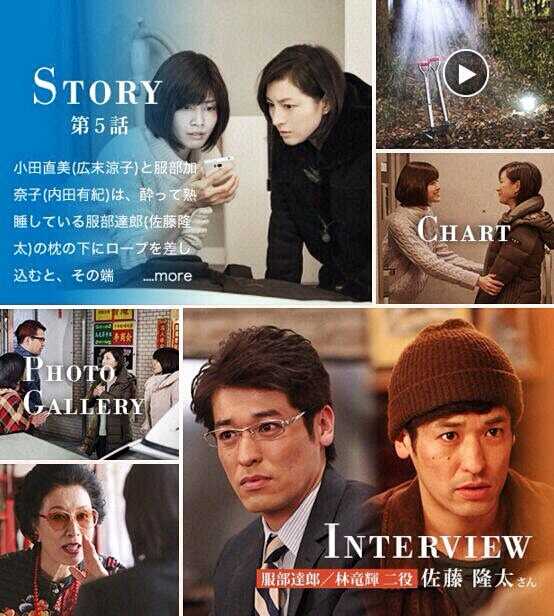 STORY
第5話
小田直美(広末涼子)と服部加
奈子(内田有紀)は、酔って熟
睡している服部達郎(佐藤隆
太)の枕の下にロープを差し
込むと、その端 ....more
CHART
PHOTO
GALLERY
INTERVIEW
服部達郎／林竜輝 二役 佐藤 隆太さん